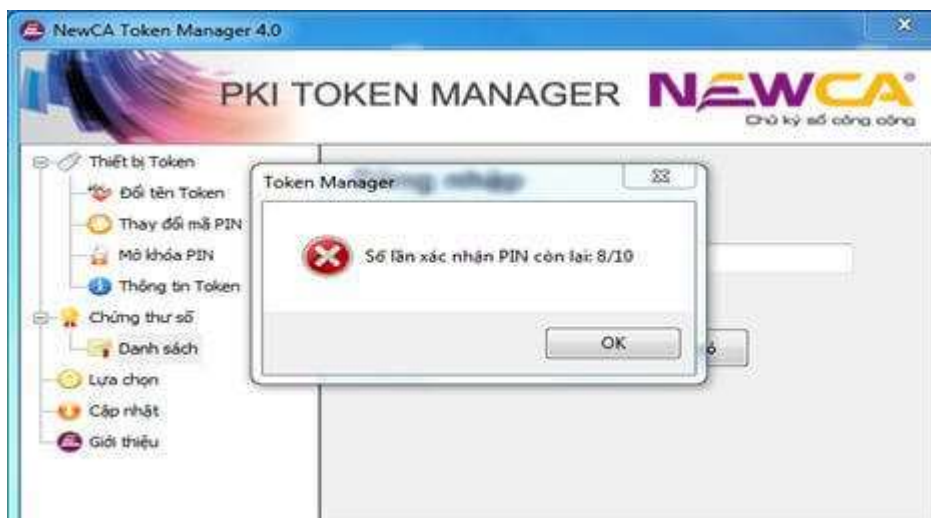 NewCA Token Manager 4.0
PKI TOKEN MANAGER
NEWCA
Chữ ký số công cộng
Thiết bị Token
Đổi tên Token
Thay đổi mã PIN
Mở khóa PIN
Thông tin Token
Chứng thư số
Danh sách
Lựa chọn
Cập nhật
Giới thiệu
Token Manager
Đăng nhập
Số lần xác nhận PIN còn lại: 8/10
OK